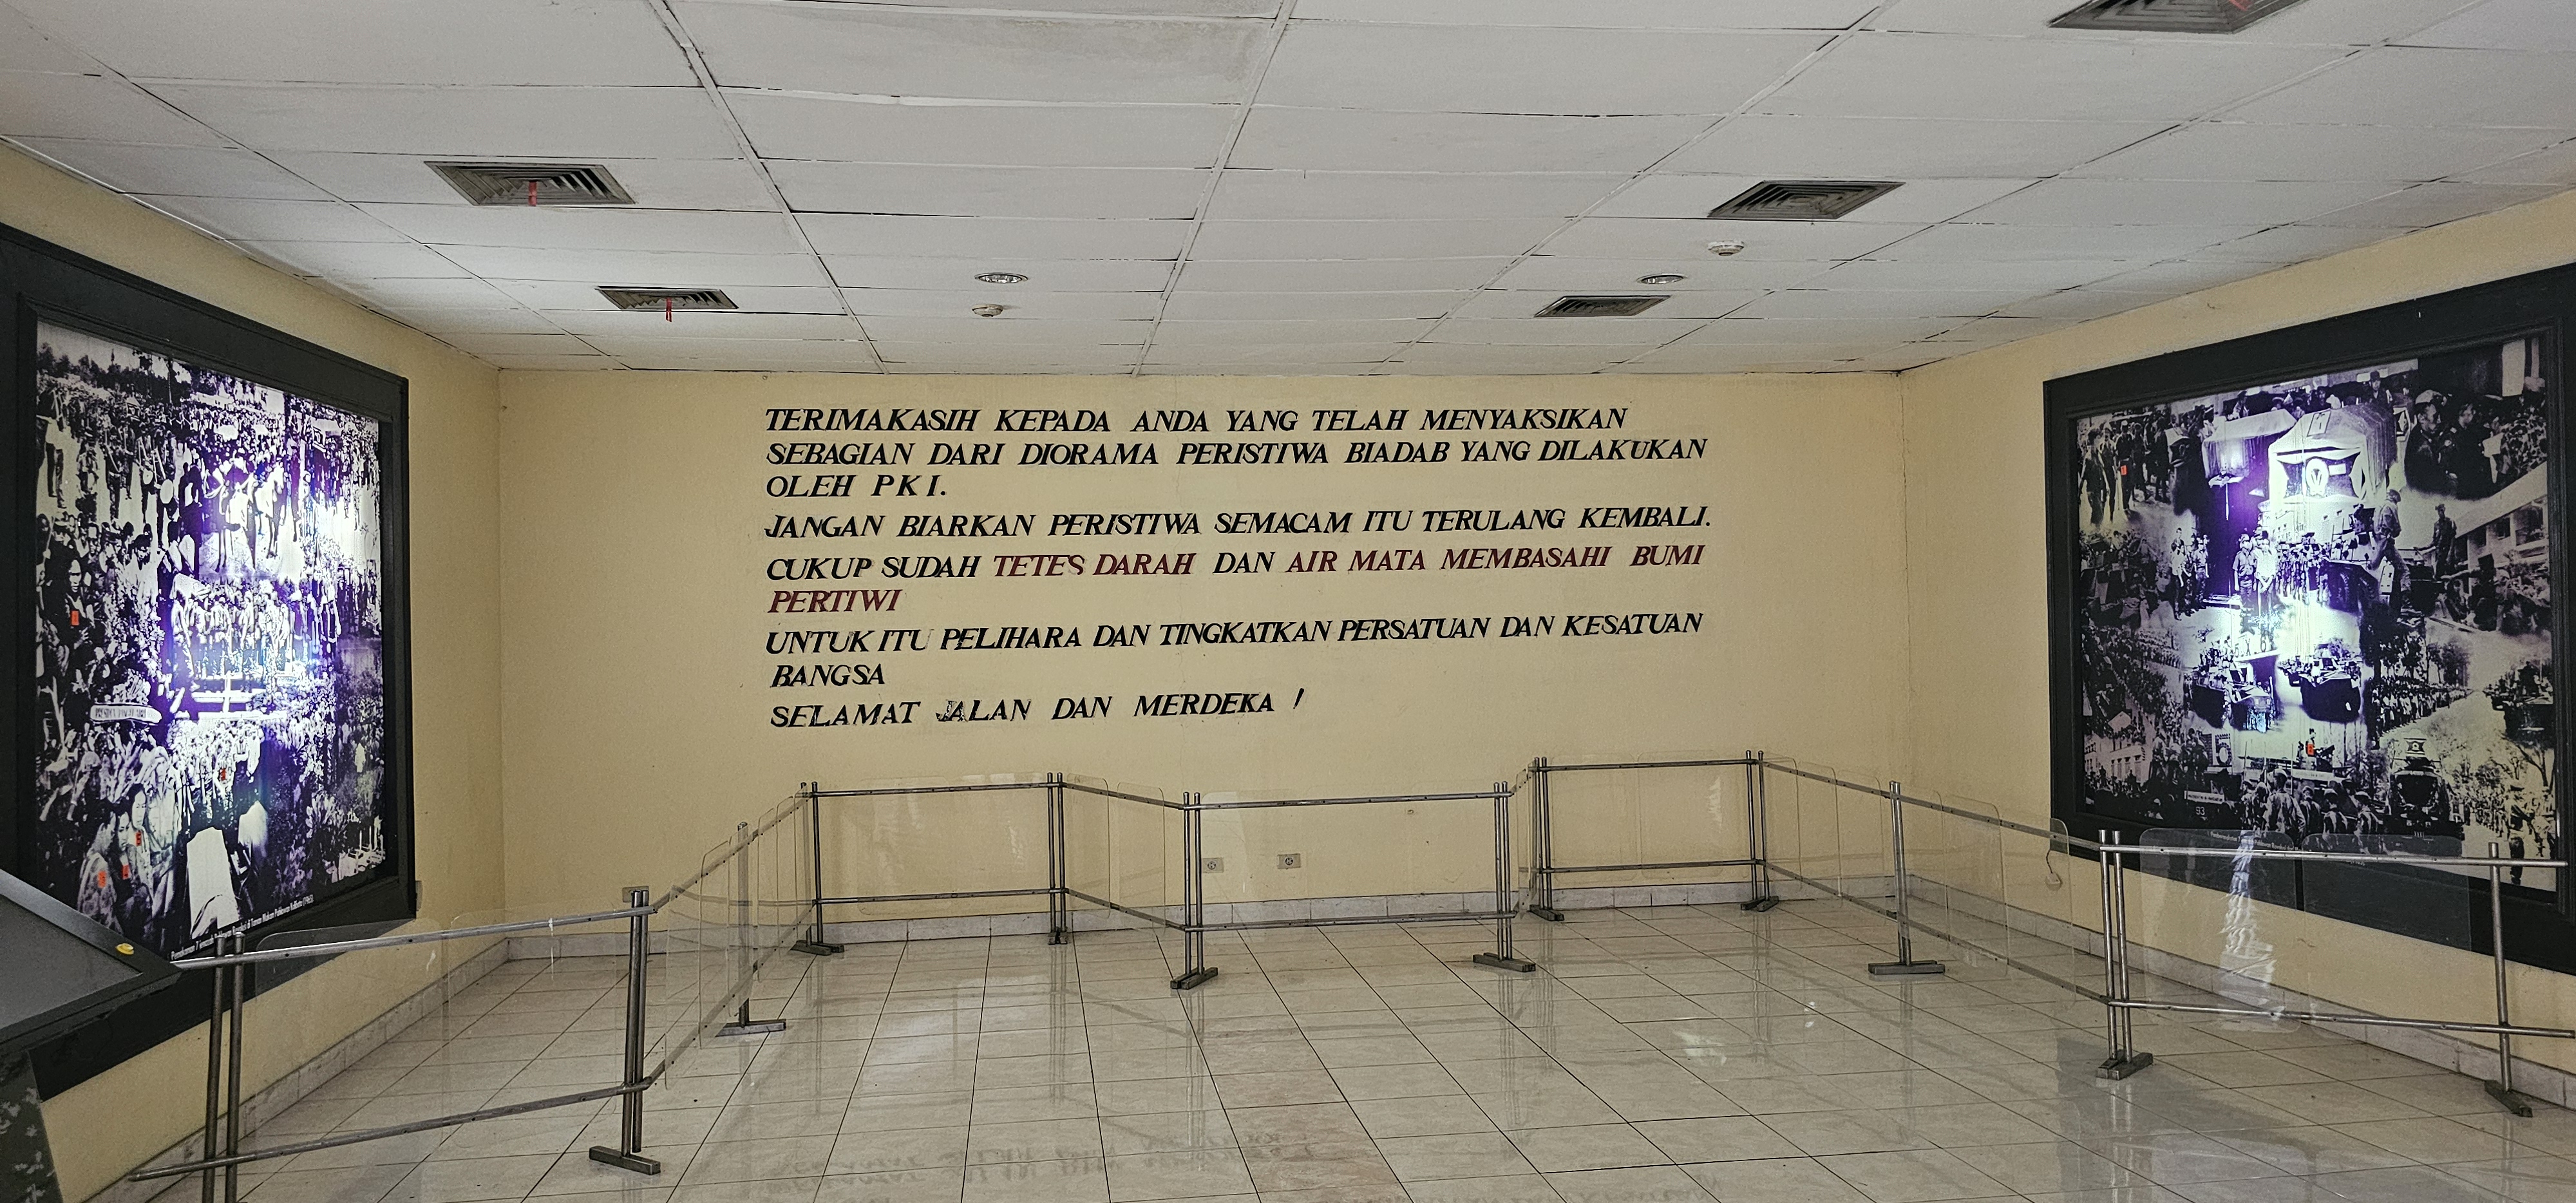 TERIMAKASIH KEPADA ANDA YANG TELAH MENYAKSIKAN
SEBAGIAN DARI DIORAMA PERISTIWA BIADAB YANG DILAKUKAN
OLEH PKI.
JANGAN BIARKAN PERISTIWA SEMACAM ITU TERULANG KEMBALI.
CUKUP SUDAH TETES DARAH DAN AIR MATA MEMBASAHI BUMI
PERTIWI
UNTUK ITU PELIHARA DAN TINGKATKAN PERSATUAN DAN KESATUAN
BANGSA
SELAMAT JALAN DAN MERDEKA !